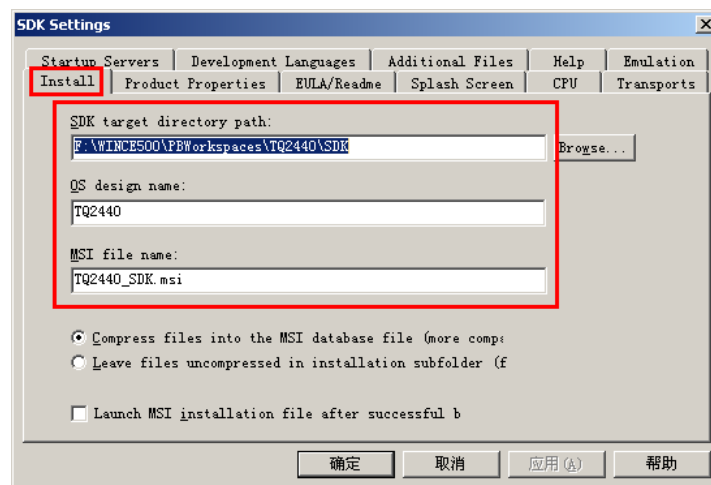 SDK Settings
Startup Servers Development Languages Additional Files Help Emulation
Install Product Properties EULA/Readme Splash Screen CPU Transports
SDK target directory path:
F:\WINCE500\PBWorkspaces\TQ2440\SDK Browse...
OS design name:
TQ2440
MSI file name:
TQ2440_SDK.msi
Compress files into the MSI database file (more comp
Leave files uncompressed in installation subfolder (f
Launch MSI installation file after successful b
确定 取消 应用(A) 帮助